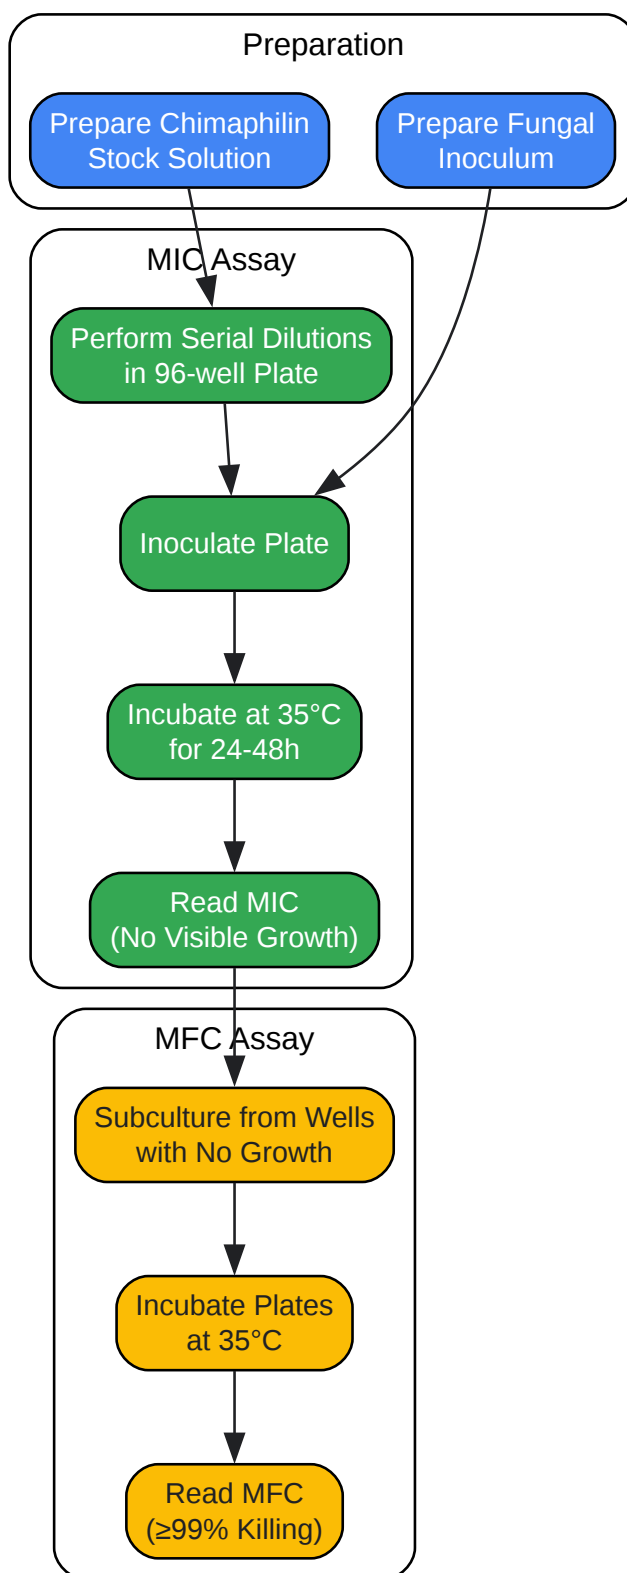 Preparation
Prepare Chimaphilin
Stock Solution
Prepare Fungal
Inoculum
MIC Assay
Perform Serial Dilutions
in 96-well Plate
Inoculate Plate
Incubate at 35°C
for 24-48h
Read MIC
(No Visible Growth)
MFC Assay
Subculture from Wells
with No Growth
Incubate Plates
at 35°C
Read MFC
(≥99% Killing)